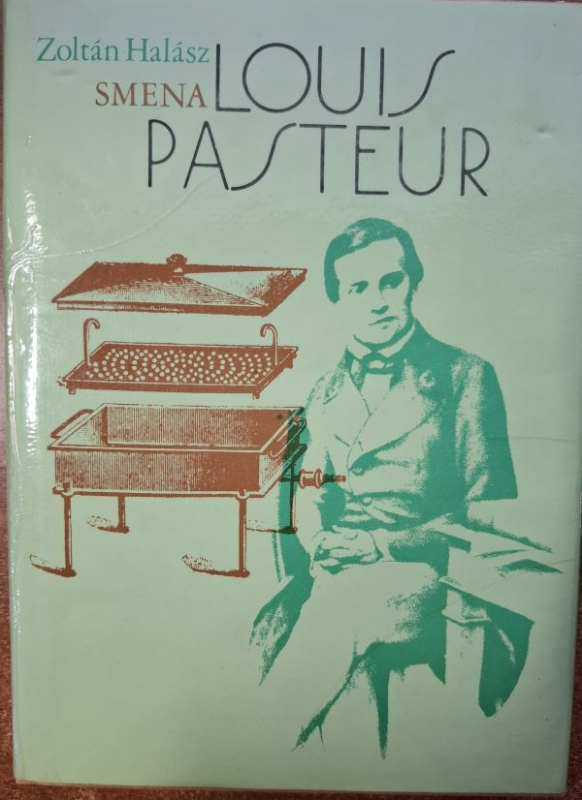 Zoltán Halász
SMENA
LOUIS
PASTEUR